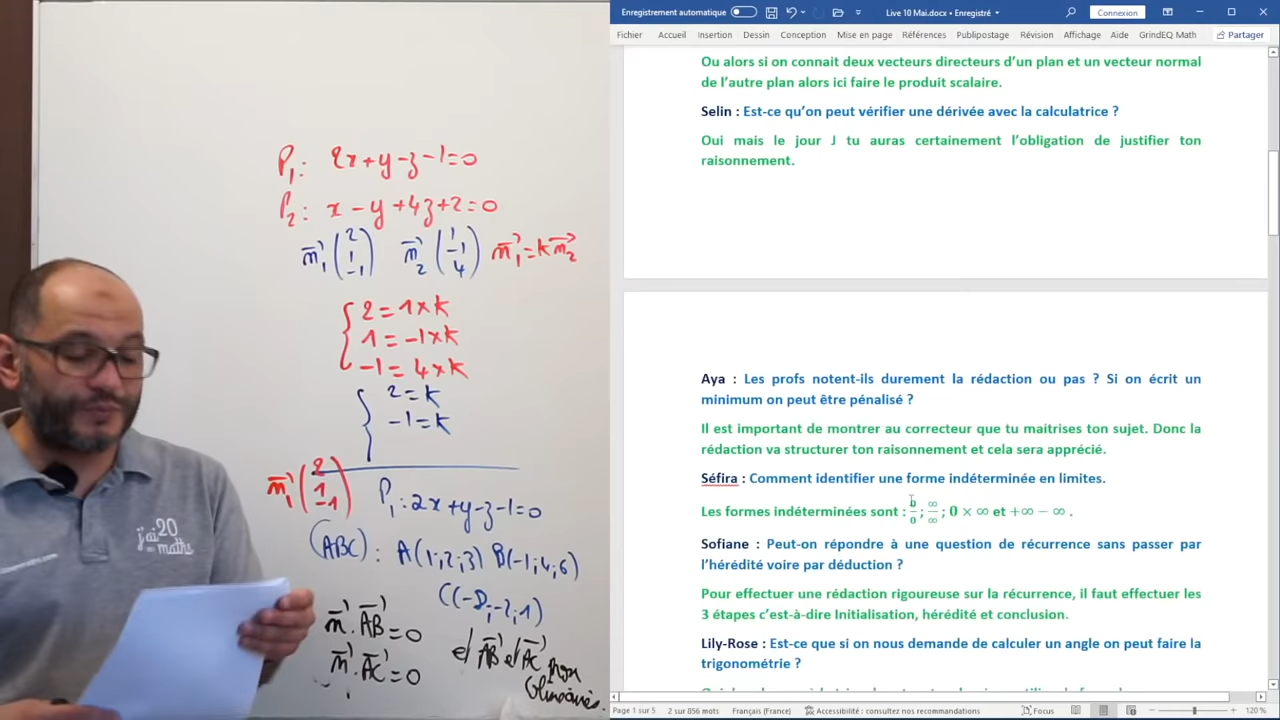 P₁: 2x+y-z-1=0
P₂: x-y+4z+2=0
n₁(2 1 -1) n₂(1 -1 4) n₁=kn₂
2=1×k
1=-1×k
-1=4×k
2=k
-1=k
n₁(2 1 -1) P₁: 2x+y-z-1=0
(ABC): A(1;2;3) B(-1;4;6)
n.AB=0
n.AC=0
et AB et AC non
j'ai20
en maths
Enregistrement automatique
Live 10 Mai.docx • Enregistré
Connexion
Fichier Accueil Insertion Dessin Conception Mise en page Références Publipostage Révision Affichage Aide GrindEQ Math Partager
Ou alors si on connait deux vecteurs directeurs d'un plan et un vecteur normal
de l'autre plan alors ici faire le produit scalaire.
Selin : Est-ce qu'on peut vérifier une dérivée avec la calculatrice ?
Oui mais le jour J tu auras certainement l'obligation de justifier ton
raisonnement.
Aya : Les profs notent-ils durement la rédaction ou pas ? Si on écrit un
minimum on peut être pénalisé ?
Il est important de montrer au correcteur que tu maitrises ton sujet. Donc la
rédaction va structurer ton raisonnement et cela sera apprécié.
Séfira : Comment identifier une forme indéterminée en limites.
Les formes indéterminées sont : 0/0 ; ∞/∞ ; 0 × ∞ et +∞ − ∞ .
Sofiane : Peut-on répondre à une question de récurrence sans passer par
l'hérédité voire par déduction ?
Pour effectuer une rédaction rigoureuse sur la récurrence, il faut effectuer les
3 étapes c'est-à-dire Initialisation, hérédité et conclusion.
Lily-Rose : Est-ce que si on nous demande de calculer un angle on peut faire la
trigonométrie ?
Page 1 sur 5 2 sur 856 mots Français (France) Accessibilité : consultez nos recommandations Focus 120 %